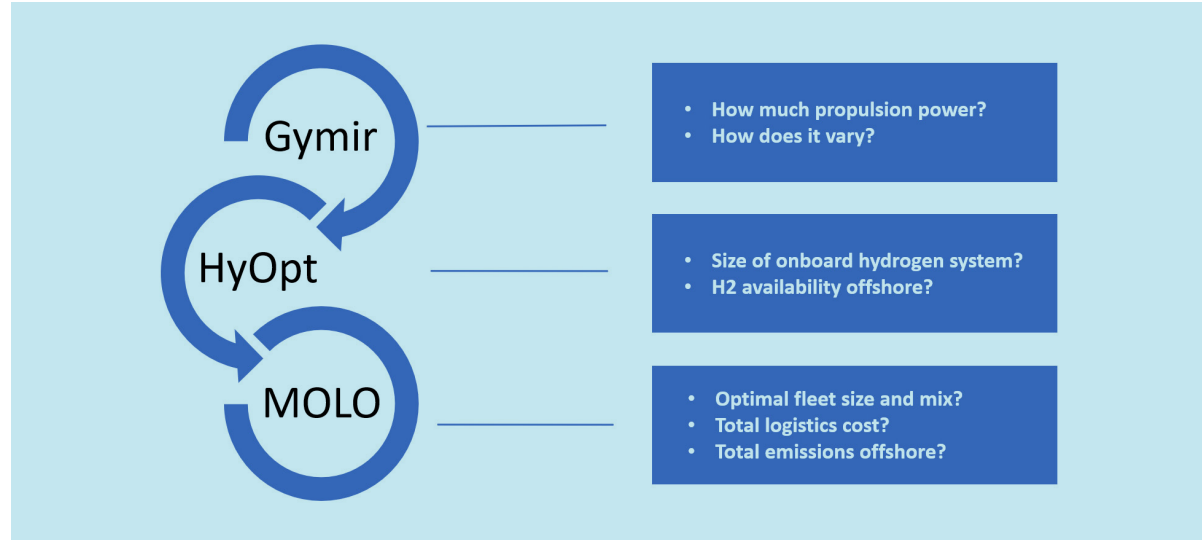 Gymir
• How much propulsion power?
• How does it vary?
HyOpt
• Size of onboard hydrogen system?
• H2 availability offshore?
MOLO
• Optimal fleet size and mix?
• Total logistics cost?
• Total emissions offshore?